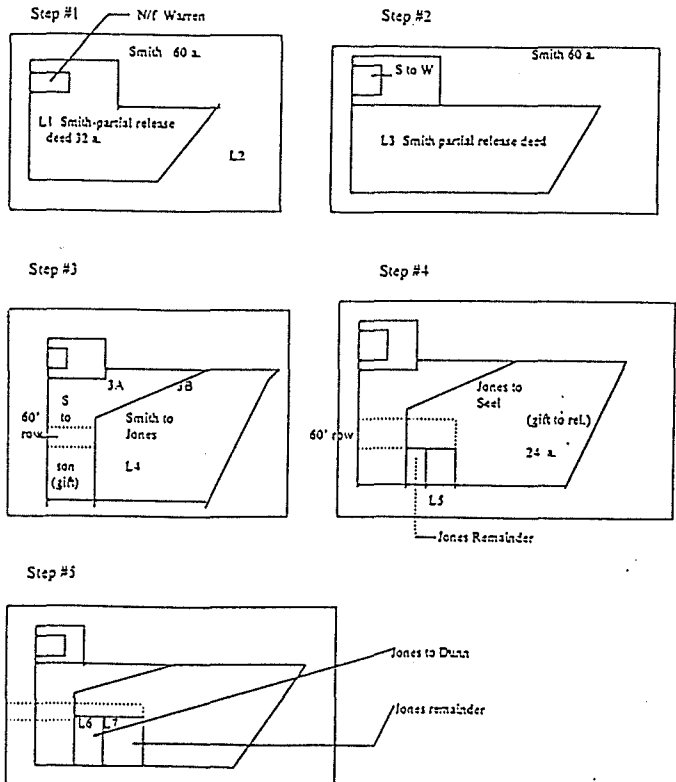 Step #1
N/f Warren
Smith 60 a.
L1 Smith-partial release
deed 32 a.
L2
Step #2
Smith 60 a.
S to W
L3 Smith partial release deed
Step #3
3A
3B
S
to
60'
row
Smith to
Jones
L4
son
(gift)
Step #4
Jones to
Seel
(gift to rel.)
60' row
24 a.
L5
Jones Remainder
Step #5
Jones to Dunn
Jones remainder
L6
L7